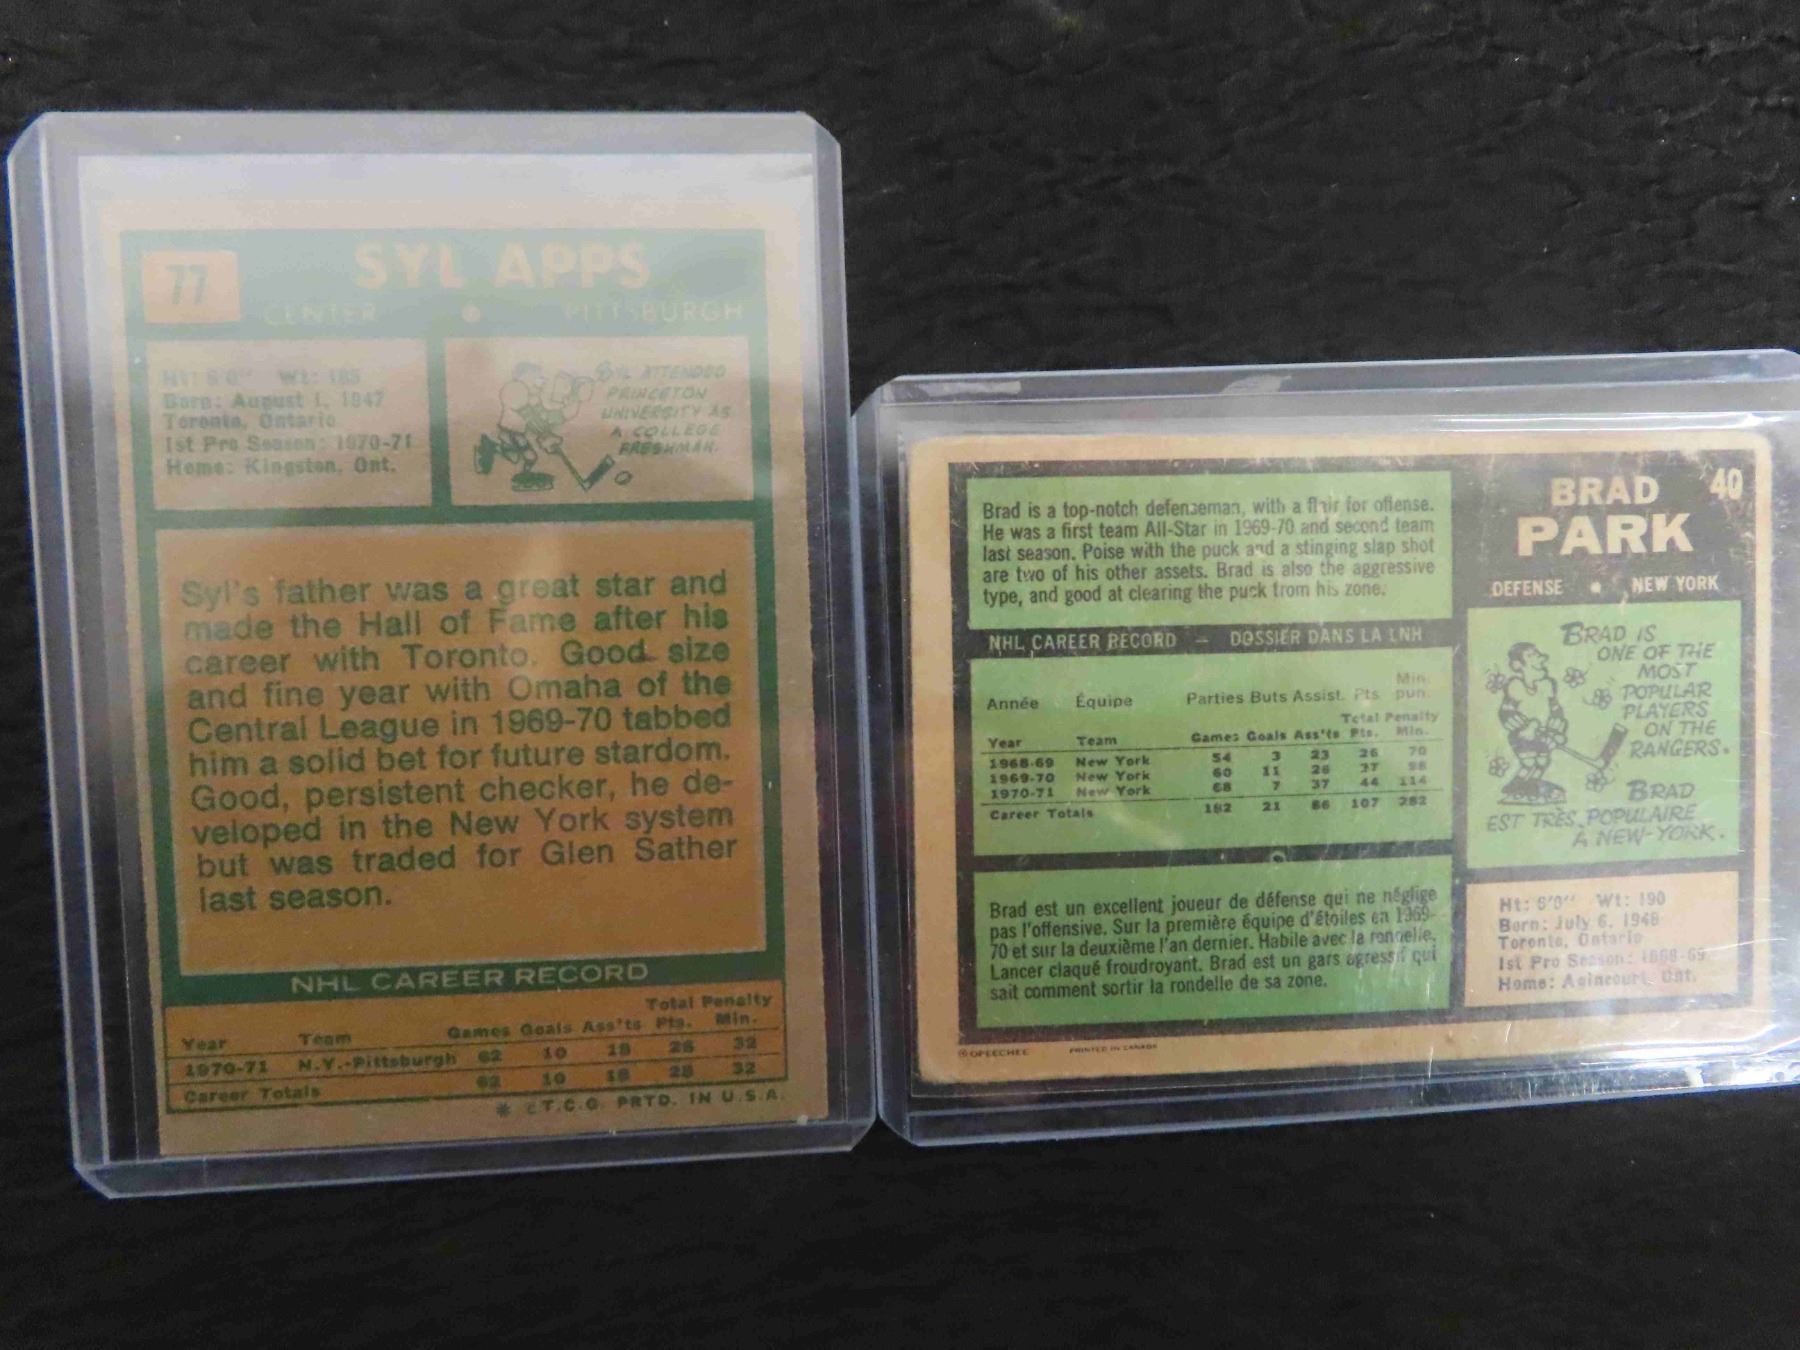 77
SYL APPS
CENTER • PITTSBURGH
Ht: 6'0" Wt: 185
Born: August 1, 1947
Toronto, Ontario
1st Pro Season: 1970-71
Home: Kingston, Ont.
SYL ATTENDED
PRINCETON
UNIVERSITY AS
A COLLEGE
FRESHMAN.
Syl's father was a great star and
made the Hall of Fame after his
career with Toronto. Good size
and fine year with Omaha of the
Central League in 1969-70 tabbed
him a solid bet for future stardom.
Good, persistent checker, he de-
veloped in the New York system
but was traded for Glen Sather
last season.
NHL CAREER RECORD
Total Penalty
Year Team Games Goals Ass'ts Pts. Min.
1970-71 N.Y.-Pittsburgh 62 10 18 28 32
Career Totals 62 10 18 28 32
* © T.C.G. PRTD. IN U.S.A.
BRAD 40
PARK
DEFENSE • NEW YORK
Brad is a top-notch defenseman, with a flair for offense.
He was a first team All-Star in 1969-70 and second team
last season. Poise with the puck and a stinging slap shot
are two of his other assets. Brad is also the aggressive
type, and good at clearing the puck from his zone.
NHL CAREER RECORD — DOSSIER DANS LA LNH
Min.
Année Équipe Parties Buts Assist. Pts pun.
Total Penalty
Year Team Games Goals Ass'ts Pts. Min.
1968-69 New York 54 3 23 26 70
1969-70 New York 60 11 26 37 98
1970-71 New York 68 7 37 44 114
Career Totals 182 21 86 107 282
BRAD IS
ONE OF THE
MOST
POPULAR
PLAYERS
ON THE
RANGERS.
BRAD
EST TRÈS POPULAIRE
À NEW-YORK.
Brad est un excellent joueur de défense qui ne néglige
pas l'offensive. Sur la première équipe d'étoiles en 1969-
70 et sur la deuxième l'an dernier. Habile avec la rondelle.
Lancer claqué froudroyant. Brad est un gars agressif qui
sait comment sortir la rondelle de sa zone.
Ht: 6'0" Wt: 190
Born: July 6, 1948
Toronto, Ontario
1st Pro Season: 1968-69
Home: Agincourt, Ont.
© OPEECHEE PRINTED IN CANADA